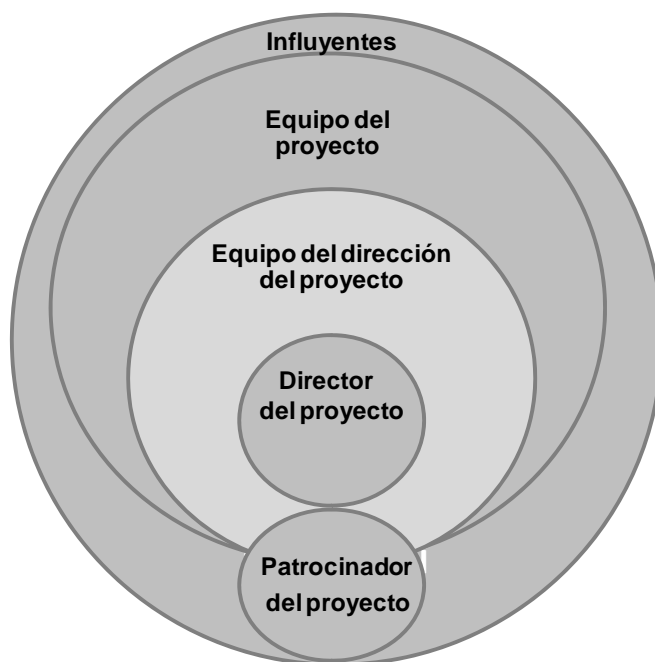 Influyentes
Equipo del
proyecto
Equipo del dirección
del proyecto
Director
del proyecto
Patrocinador
del proyecto